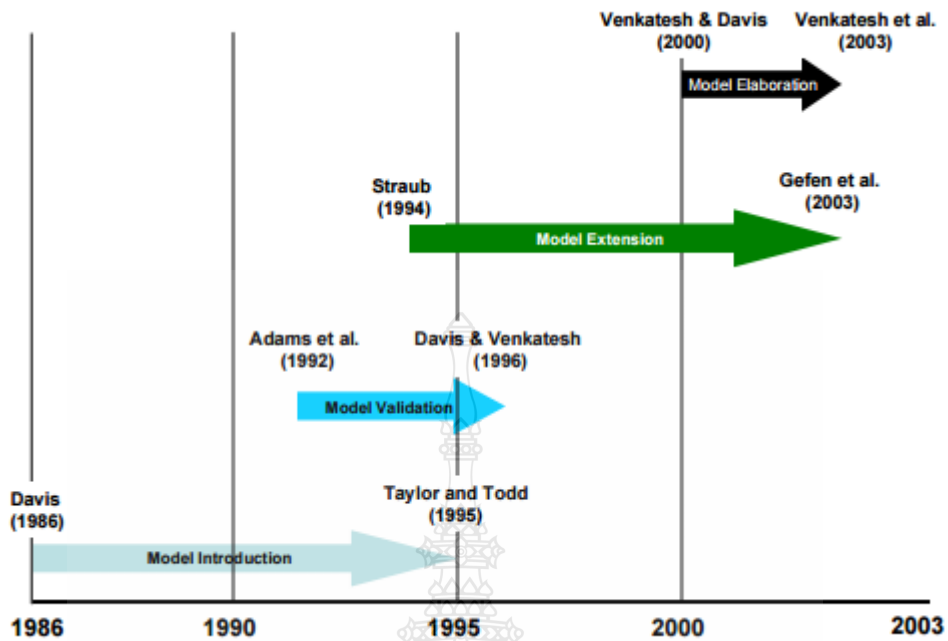 Venkatesh & Davis
(2000)
Venkatesh et al.
(2003)
Model Elaboration
Straub
(1994)
Gefen et al.
(2003)
Model Extension
Adams et al.
(1992)
Davis & Venkatesh
(1996)
Model Validation
Davis
(1986)
Taylor and Todd
(1995)
Model Introduction
1986
1990
1995
2000
2003